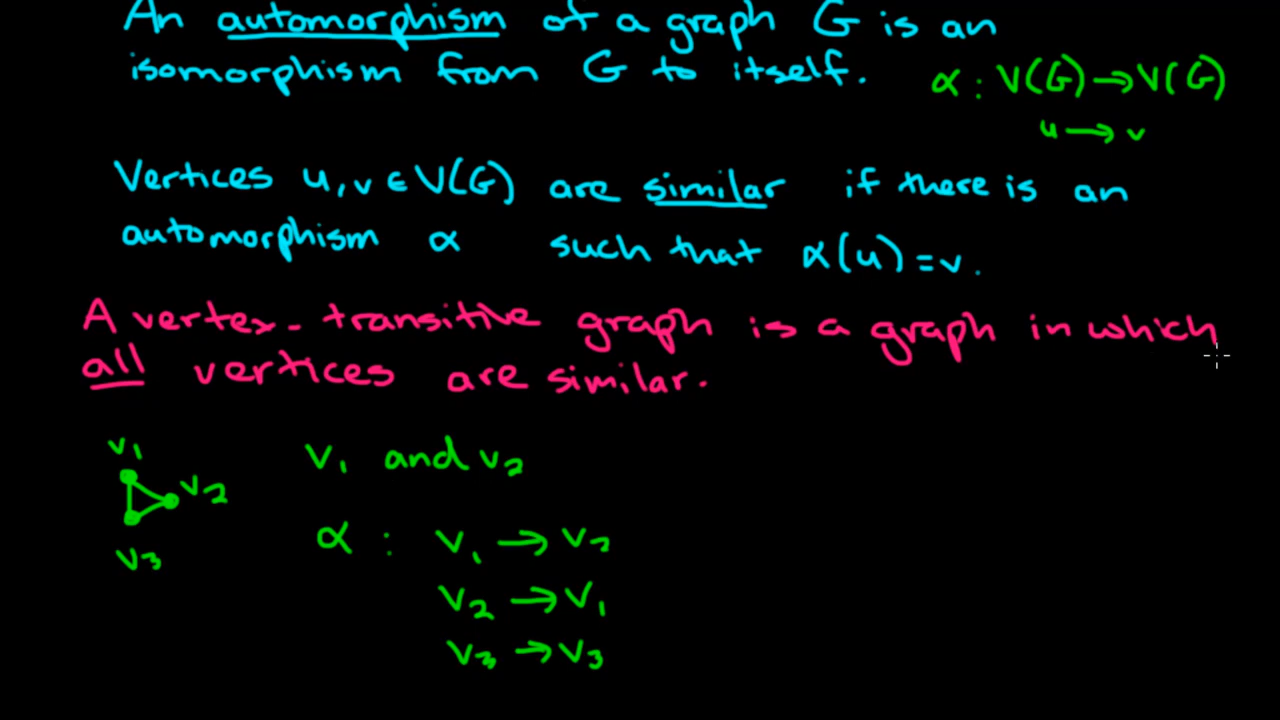 An automorphism of a graph G is an
isomorphism from G to itself. α : V(G) → V(G)
u → v
Vertices u, v ∈ V(G) are similar if there is an
automorphism α such that α(u) = v.
A vertex-transitive graph is a graph in which
all vertices are similar.
v₁
v₂
v₃
v₁ and v₂
α : v₁ → v₂
v₂ → v₁
v₃ → v₃